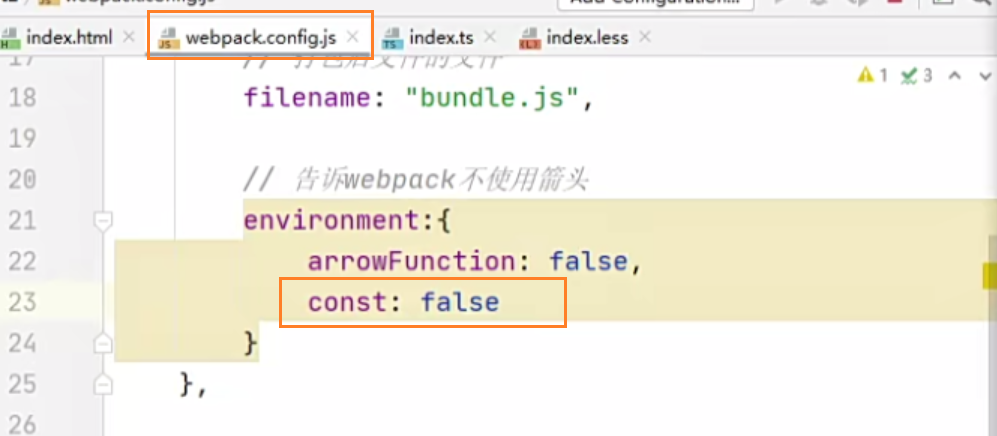 index.html
webpack.config.js
index.ts
index.less
1
3
17
18 filename: "bundle.js",
19
20 // 告诉webpack不使用箭头
21 environment:{
22 arrowFunction: false,
23 const: false
24 }
25 },
26